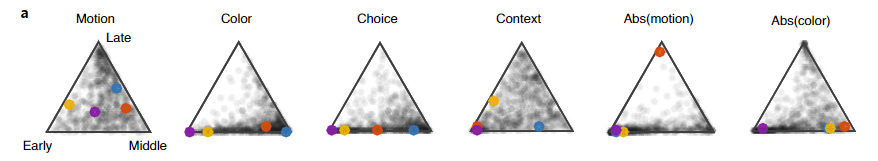 a
Motion
Color
Choice
Context
Abs(motion)
Abs(color)
Late
Early
Middle